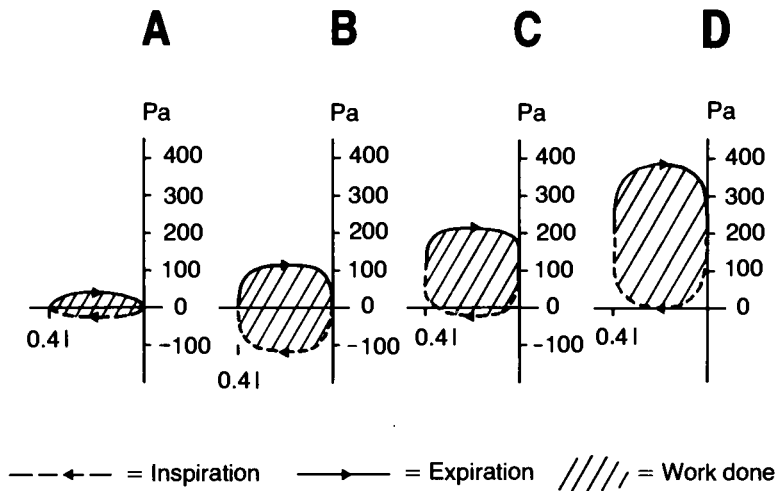 A B C D
Pa Pa Pa Pa
400 400 400 400
300 300 300 300
200 200 200 200
100 100 100 100
0 0 0 0
0.4 l 0.4 l 0.4 l 0.4 l
-100 -100 -100 -100
= Inspiration = Expiration = Work done